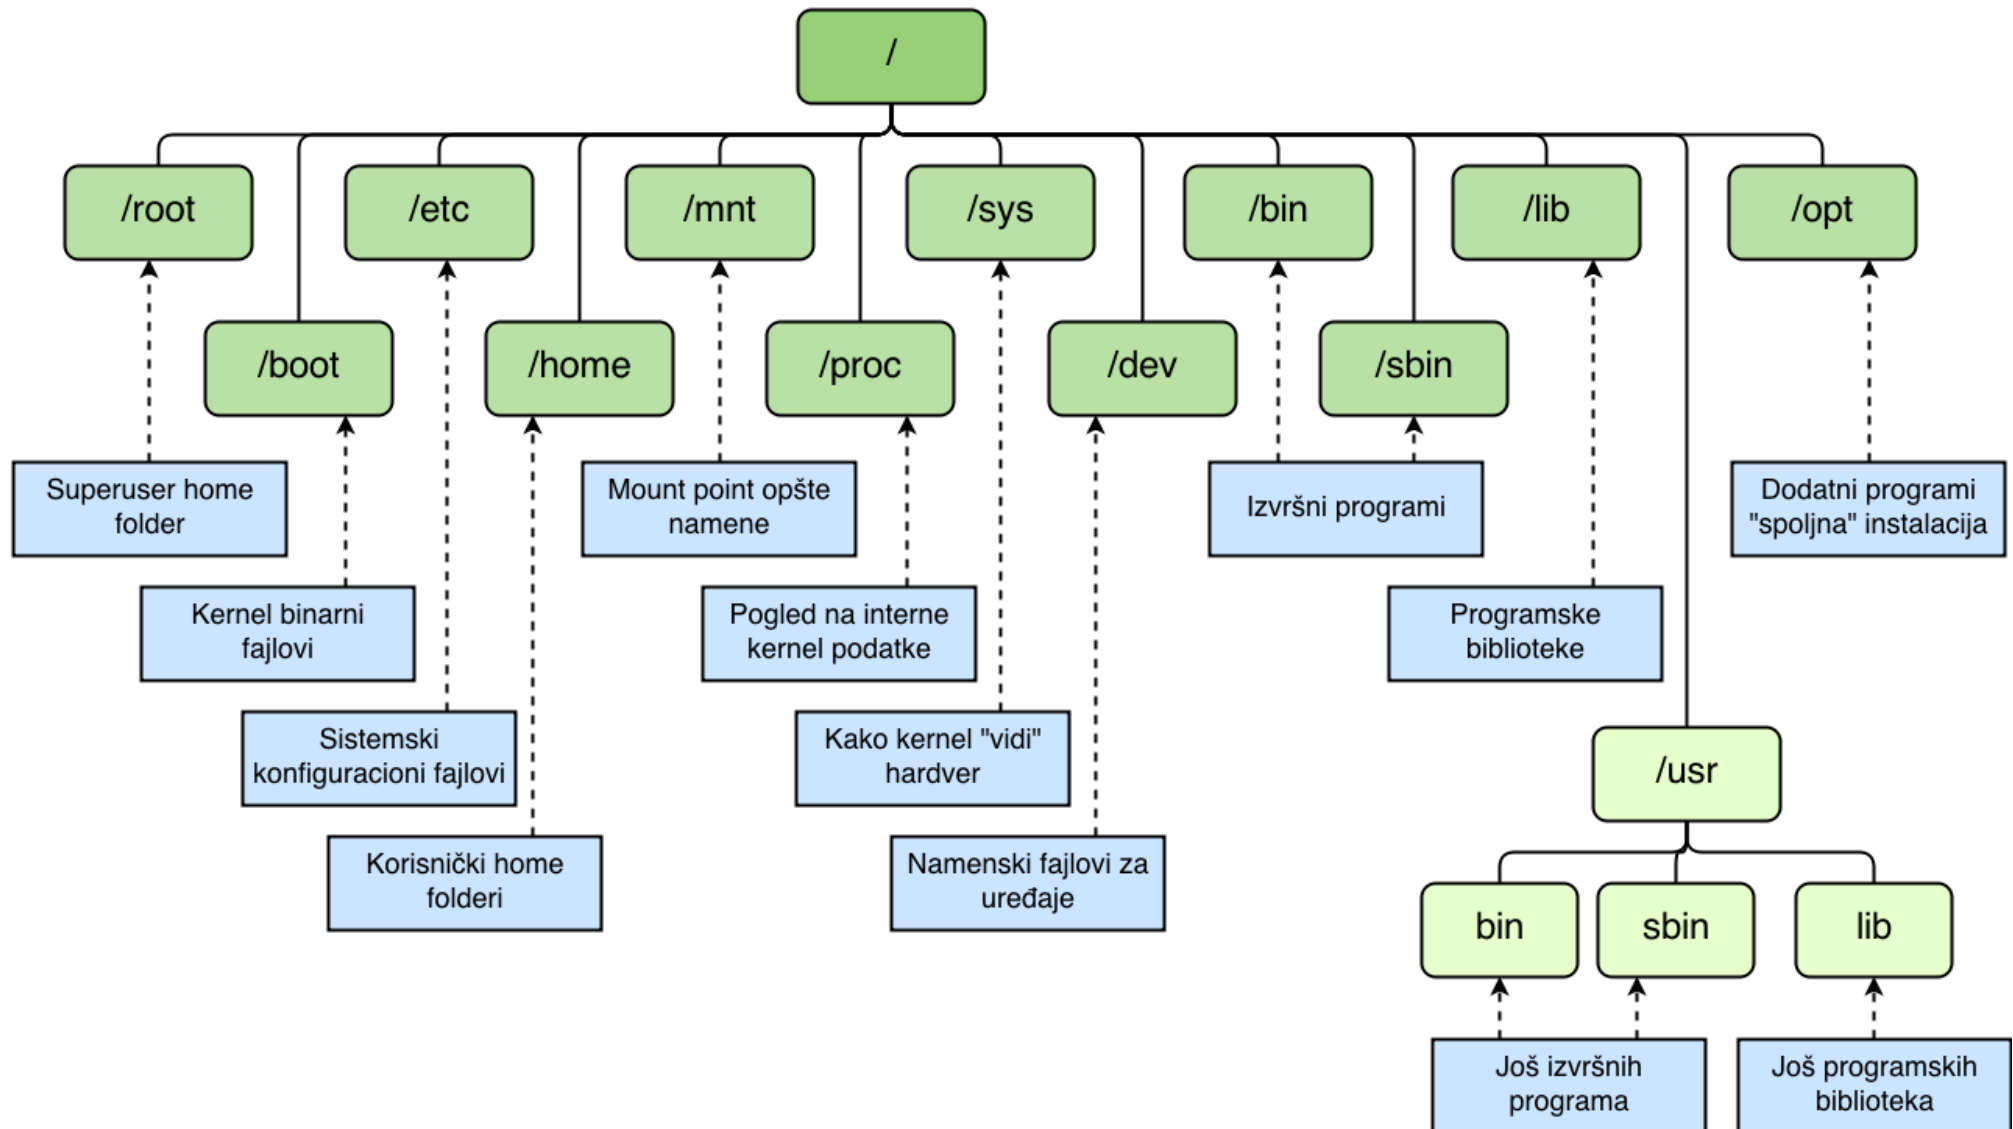 /
/root
/etc
/mnt
/sys
/bin
/lib
/opt
/boot
/home
/proc
/dev
/sbin
Superuser home
folder
Mount point opšte
namene
Izvršni programi
Dodatni programi
"spoljna" instalacija
Kernel binarni
fajlovi
Pogled na interne
kernel podatke
Programske
biblioteke
Sistemski
konfiguracioni fajlovi
Kako kernel "vidi"
hardver
/usr
Korisnički home
folderi
Namenski fajlovi za
uređaje
bin
sbin
lib
Još izvršnih
programa
Još programskih
biblioteka